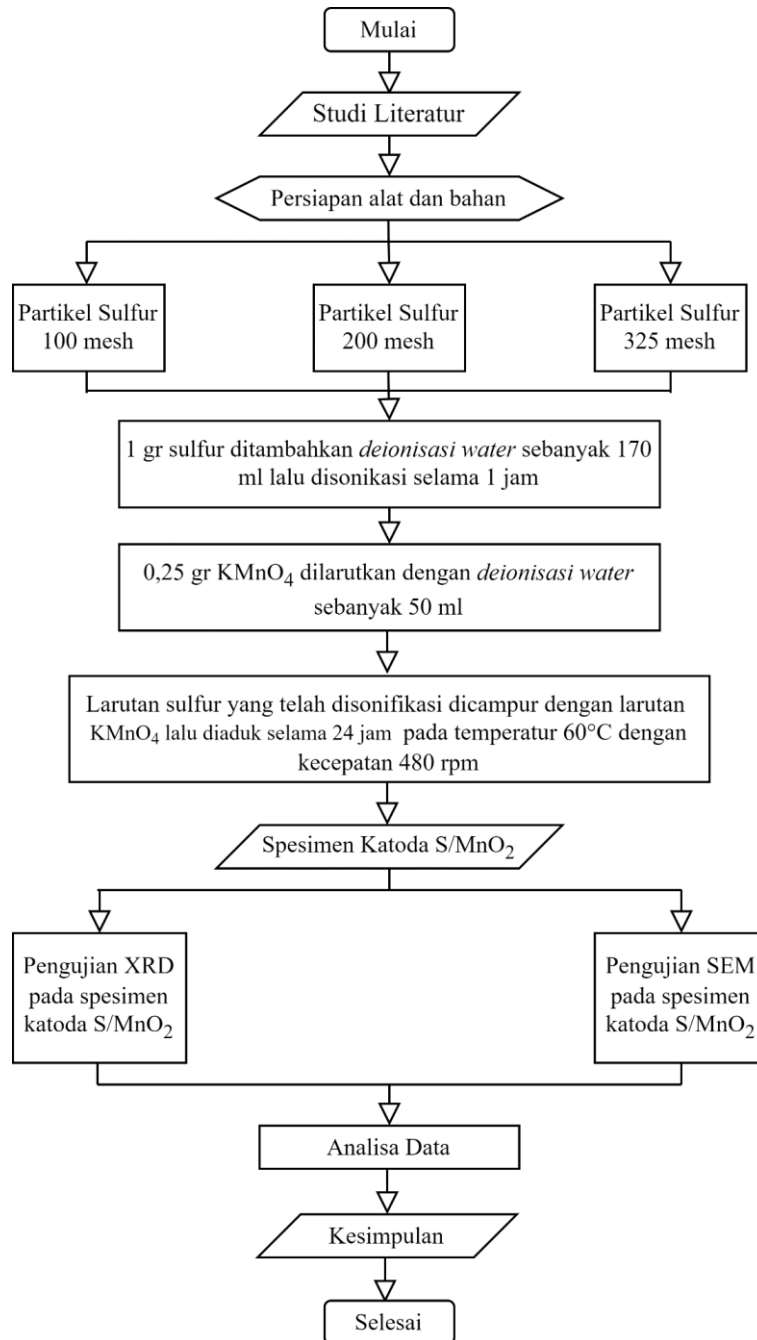 Mulai
Studi Literatur
Persiapan alat dan bahan
Partikel Sulfur
100 mesh
Partikel Sulfur
200 mesh
Partikel Sulfur
325 mesh
1 gr sulfur ditambahkan deionisasi water sebanyak 170
ml lalu disonikasi selama 1 jam
0,25 gr KMnO₄ dilarutkan dengan deionisasi water
sebanyak 50 ml
Larutan sulfur yang telah disonifikasi dicampur dengan larutan
KMnO₄ lalu diaduk selama 24 jam pada temperatur 60°C dengan
kecepatan 480 rpm
Spesimen Katoda S/MnO₂
Pengujian XRD
pada spesimen
katoda S/MnO₂
Pengujian SEM
pada spesimen
katoda S/MnO₂
Analisa Data
Kesimpulan
Selesai